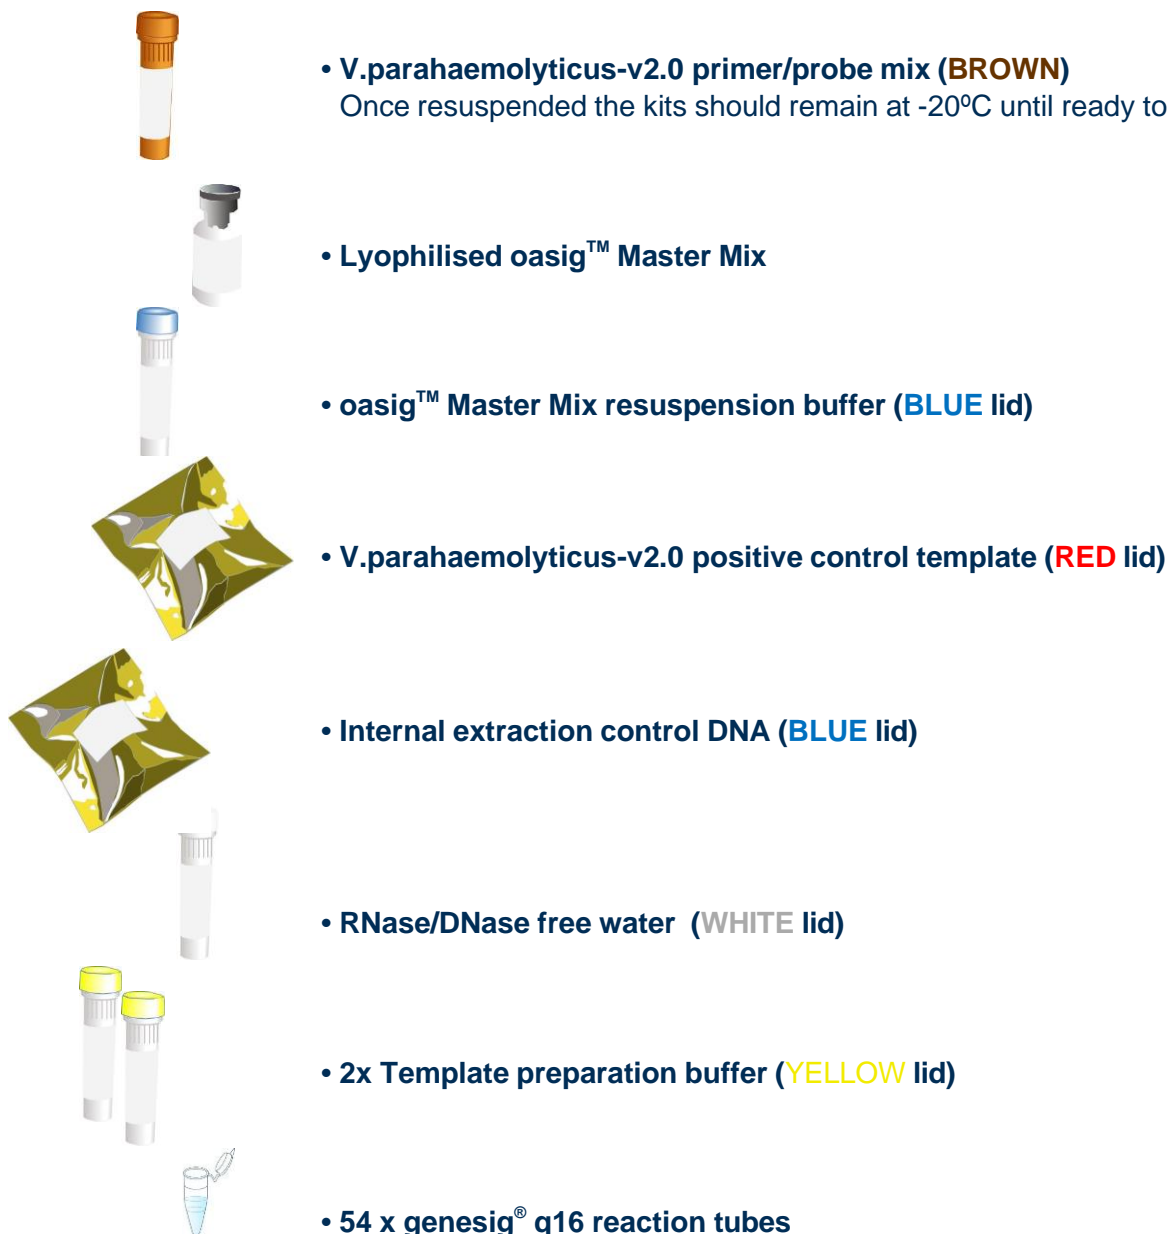 • V.parahaemolyticus-v2.0 primer/probe mix (BROWN)
Once resuspended the kits should remain at -20ºC until ready to
• Lyophilised oasig™ Master Mix
• oasig™ Master Mix resuspension buffer (BLUE lid)
• V.parahaemolyticus-v2.0 positive control template (RED lid)
• Internal extraction control DNA (BLUE lid)
• RNase/DNase free water (WHITE lid)
• 2x Template preparation buffer (YELLOW lid)
• 54 x genesig® q16 reaction tubes